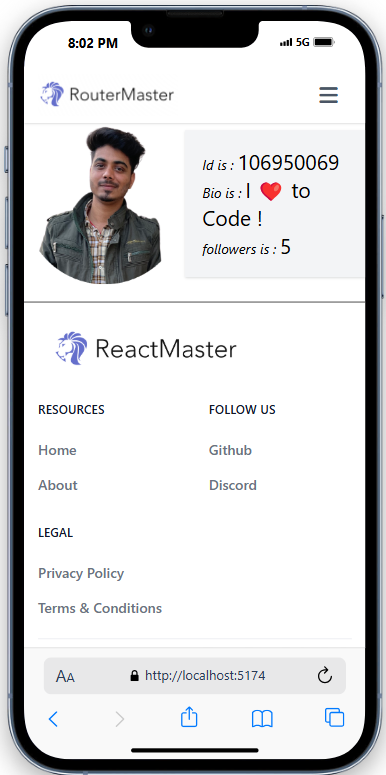 8:02 PM
5G
RouterMaster
Id is : 106950069
Bio is : I ❤️ to
Code !
followers is : 5
ReactMaster
RESOURCES
FOLLOW US
Home
Github
About
Discord
LEGAL
Privacy Policy
Terms & Conditions
AA
http://localhost:5174